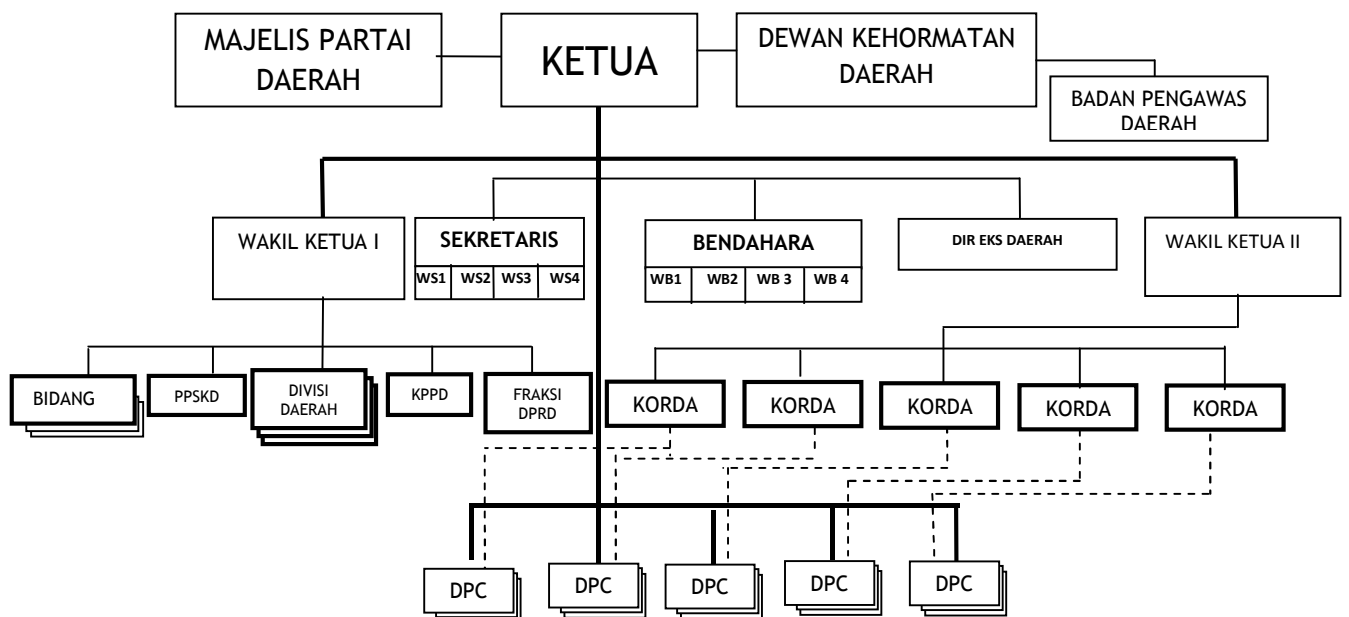 MAJELIS PARTAI
DAERAH
KETUA
DEWAN KEHORMATAN
DAERAH
BADAN PENGAWAS
DAERAH
WAKIL KETUA I
SEKRETARIS
WS1 WS2 WS3 WS4
BENDAHARA
WB1 WB2 WB 3 WB 4
DIR EKS DAERAH
WAKIL KETUA II
BIDANG
PPSKD
DIVISI
DAERAH
KPPD
FRAKSI
DPRD
KORDA
KORDA
KORDA
KORDA
KORDA
DPC
DPC
DPC
DPC
DPC